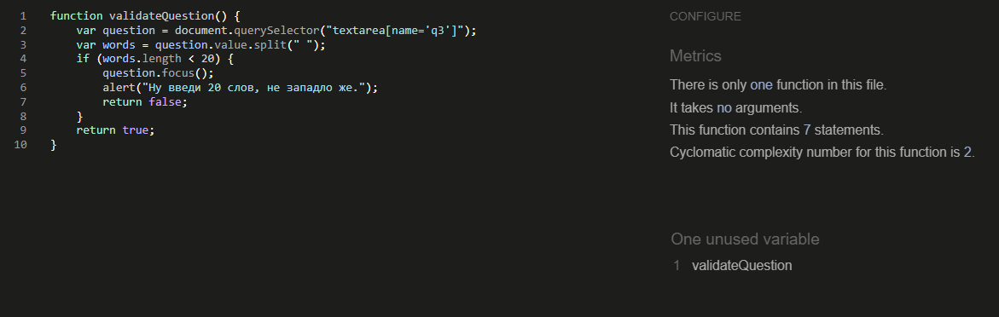 1 function validateQuestion() {
2 var question = document.querySelector("textarea[name='q3']");
3 var words = question.value.split(" ");
4 if (words.length < 20) {
5 question.focus();
6 alert("Ну введи 20 слов, не западло же.");
7 return false;
8 }
9 return true;
10 }
CONFIGURE
Metrics
There is only one function in this file.
It takes no arguments.
This function contains 7 statements.
Cyclomatic complexity number for this function is 2.
One unused variable
1 validateQuestion